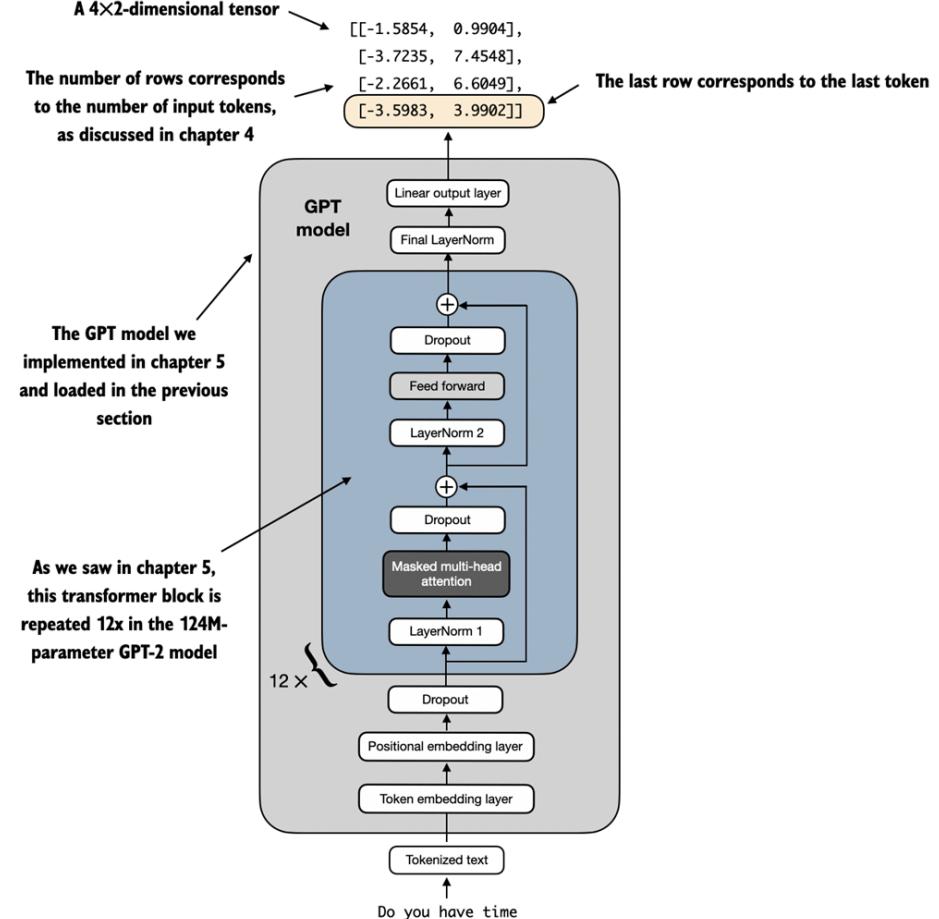 A 4×2-dimensional tensor
[[-1.5854, 0.9904],
[-3.7235, 7.4548],
[-2.2661, 6.6049],
[-3.5983, 3.9902]]
The number of rows corresponds
to the number of input tokens,
as discussed in chapter 4
The last row corresponds to the last token
GPT
model
Linear output layer
Final LayerNorm
The GPT model we
implemented in chapter 5
and loaded in the previous
section
+
Dropout
Feed forward
LayerNorm 2
+
Dropout
Masked multi-head
attention
LayerNorm 1
As we saw in chapter 5,
this transformer block is
repeated 12x in the 124M-
parameter GPT-2 model
12 ×
Dropout
Positional embedding layer
Token embedding layer
Tokenized text
Do you have time